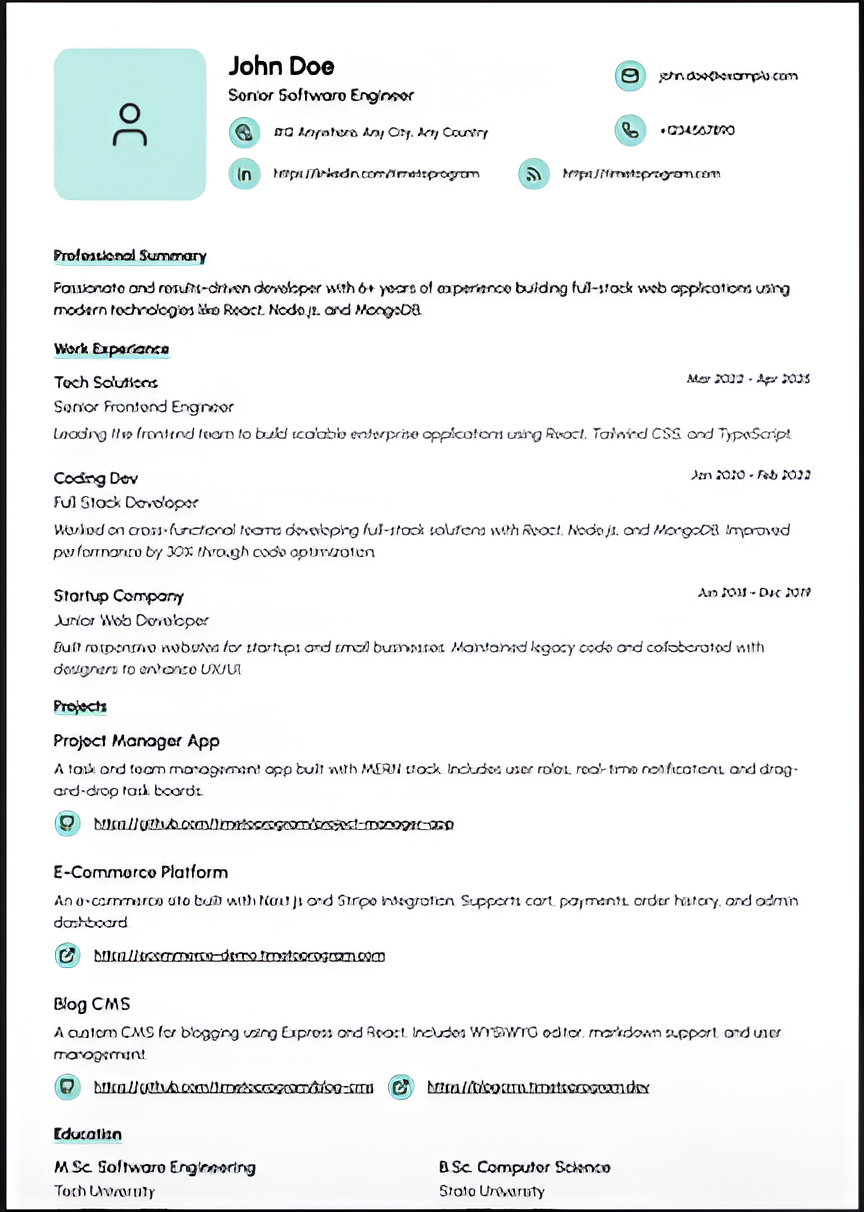 John Doe
Senior Software Engineer
john.doe@example.com
Anywhere, Any City, Any Country
+1234567890
https://linkedin.com/timetoprogram
https://timetoprogram.com
Professional Summary
Passionate and results-driven developer with 6+ years of experience building full-stack web applications using
modern technologies like React, Node.js, and MongoDB.
Work Experience
Tech Solutions
Mar 2022 - Apr 2025
Senior Frontend Engineer
Leading the frontend team to build scalable enterprise applications using React, Tailwind CSS, and TypeScript.
Coding Dev
Jan 2020 - Feb 2022
Full Stack Developer
Worked on cross-functional teams developing full-stack solutions with React, Node.js, and MongoDB. Improved
performance by 30% through code optimization.
Startup Company
Dec 2019
Junior Web Developer
Built responsive websites for startups and small businesses. Maintained legacy code and collaborated with
designers to enhance UX/UI.
Projects
Project Manager App
A task and team management app built with MERN stack. Includes user roles, real-time notifications, and drag-
and-drop task boards.
https://github.com/timetoprogram/project-manager-app
E-Commerce Platform
An e-commerce site built with Next.js and Stripe integration. Supports cart, payments, order history, and admin
dashboard.
https://ecommerce-demo.timetoprogram.com
Blog CMS
A custom CMS for blogging using Express and React. Includes WYSIWYG editor, markdown support, and user
management.
https://github.com/timetoprogram/blog-cms
https://blogcms.timetoprogram.dev
Education
M.Sc. Software Engineering
B.Sc. Computer Science
Tech University
State University